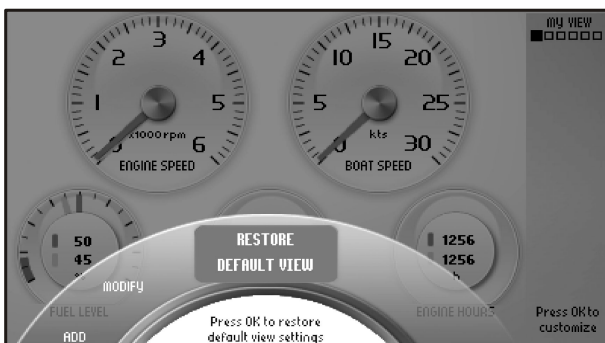 MY VIEW
1 2 3 4 5 6
x1000 rpm
ENGINE SPEED
5 10 15 20 25 30
0
kts
BOAT SPEED
50
45
FUEL LEVEL
1256
1256
h
ENGINE HOURS
MODIFY
ADD
RESTORE
DEFAULT VIEW
Press OK to restore
default view settings
Press OK to
customize